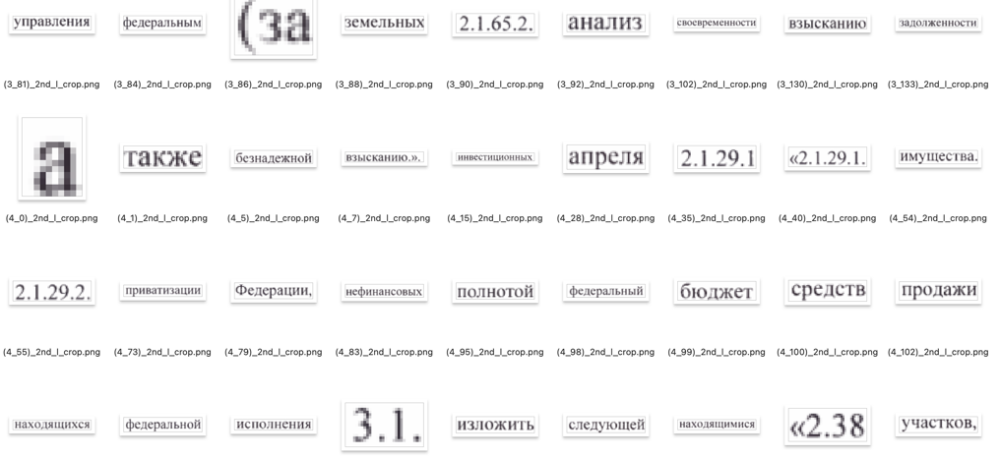 управления федеральным (за земельных 2.1.65.2. анализ своевременности взысканию задолженности
(3_81)_2nd_l_crop.png (3_84)_2nd_l_crop.png (3_86)_2nd_l_crop.png (3_88)_2nd_l_crop.png (3_90)_2nd_l_crop.png (3_92)_2nd_l_crop.png (3_102)_2nd_l_crop.png (3_130)_2nd_l_crop.png (3_133)_2nd_l_crop.png
а также безнадежной взысканию.». инвестиционных апреля 2.1.29.1 «2.1.29.1. имущества.
(4_0)_2nd_l_crop.png (4_1)_2nd_l_crop.png (4_5)_2nd_l_crop.png (4_7)_2nd_l_crop.png (4_15)_2nd_l_crop.png (4_28)_2nd_l_crop.png (4_35)_2nd_l_crop.png (4_40)_2nd_l_crop.png (4_54)_2nd_l_crop.png
2.1.29.2. приватизации Федерации, нефинансовых полнотой федеральный бюджет средств продажи
(4_55)_2nd_l_crop.png (4_73)_2nd_l_crop.png (4_79)_2nd_l_crop.png (4_83)_2nd_l_crop.png (4_95)_2nd_l_crop.png (4_98)_2nd_l_crop.png (4_99)_2nd_l_crop.png (4_100)_2nd_l_crop.png (4_102)_2nd_l_crop.png
находящихся федеральной исполнения 3.1. изложить следующей находящимися «2.38 участков,